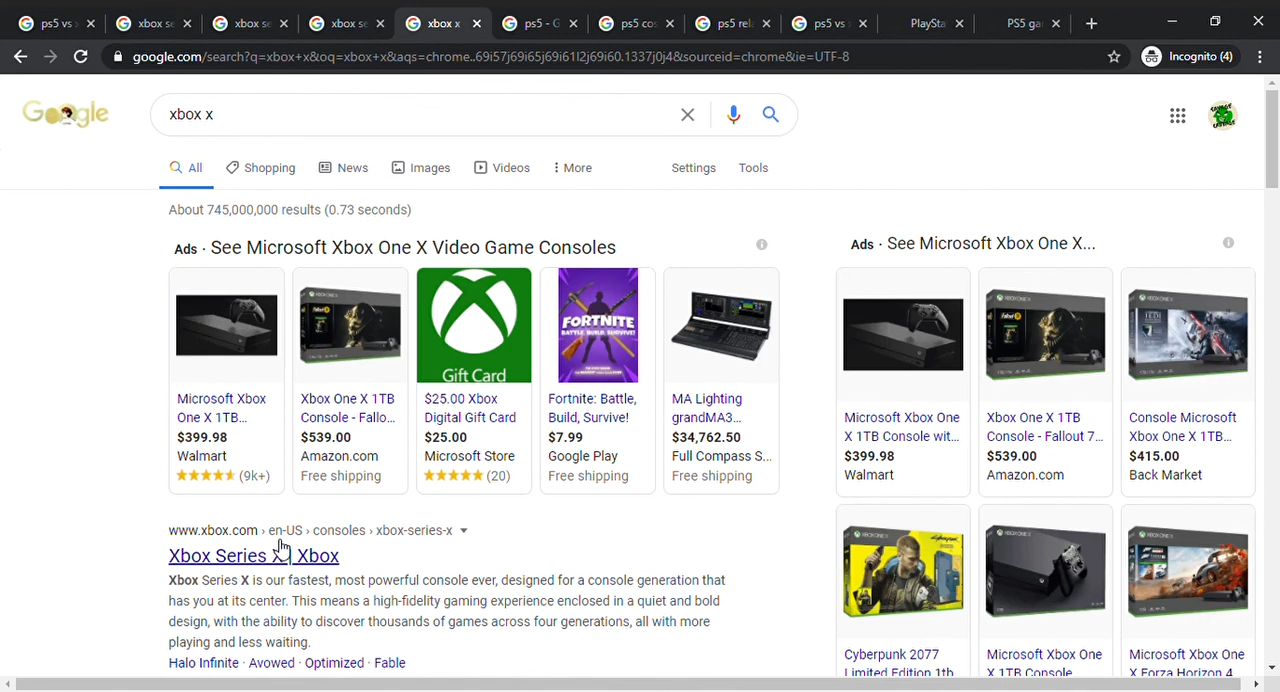 ps5 vs
xbox se
xbox se
xbox se
xbox x
ps5 - G
ps5 cos
ps5 rel
ps5 vs
PlaySta
PS5 ga
google.com/search?q=xbox+x&oq=xbox+x&aqs=chrome..69i57j69i65j69i61l2j69i60.1337j0j4&sourceid=chrome&ie=UTF-8
Incognito (4)
Google
xbox x
All
Shopping
News
Images
Videos
More
Settings
Tools
About 745,000,000 results (0.73 seconds)
Ads · See Microsoft Xbox One X Video Game Consoles
FORTNITE
BATTLE. BUILD. SURVIVE!
Gift Card
Microsoft Xbox
One X 1TB...
$399.98
Walmart
(9k+)
Xbox One X 1TB
Console - Fallo...
$539.00
Amazon.com
Free shipping
$25.00 Xbox
Digital Gift Card
$25.00
Microsoft Store
(20)
Fortnite: Battle,
Build, Survive!
$7.99
Google Play
Free shipping
MA Lighting
grandMA3...
$34,762.50
Full Compass S...
Free shipping
www.xbox.com › en-US › consoles › xbox-series-x
Xbox Series X | Xbox
Xbox Series X is our fastest, most powerful console ever, designed for a console generation that
has you at its center. This means a high-fidelity gaming experience enclosed in a quiet and bold
design, with the ability to discover thousands of games across four generations, all with more
playing and less waiting.
Halo Infinite · Avowed · Optimized · Fable
Ads · See Microsoft Xbox One X...
Microsoft Xbox One
X 1TB Console wit...
$399.98
Walmart
Xbox One X 1TB
Console - Fallout 7...
$539.00
Amazon.com
Console Microsoft
Xbox One X 1TB...
$415.00
Back Market
Cyberpunk 2077
Limited Edition 1tb
Microsoft Xbox One
X 1TB Console
Microsoft Xbox One
X Forza Horizon 4